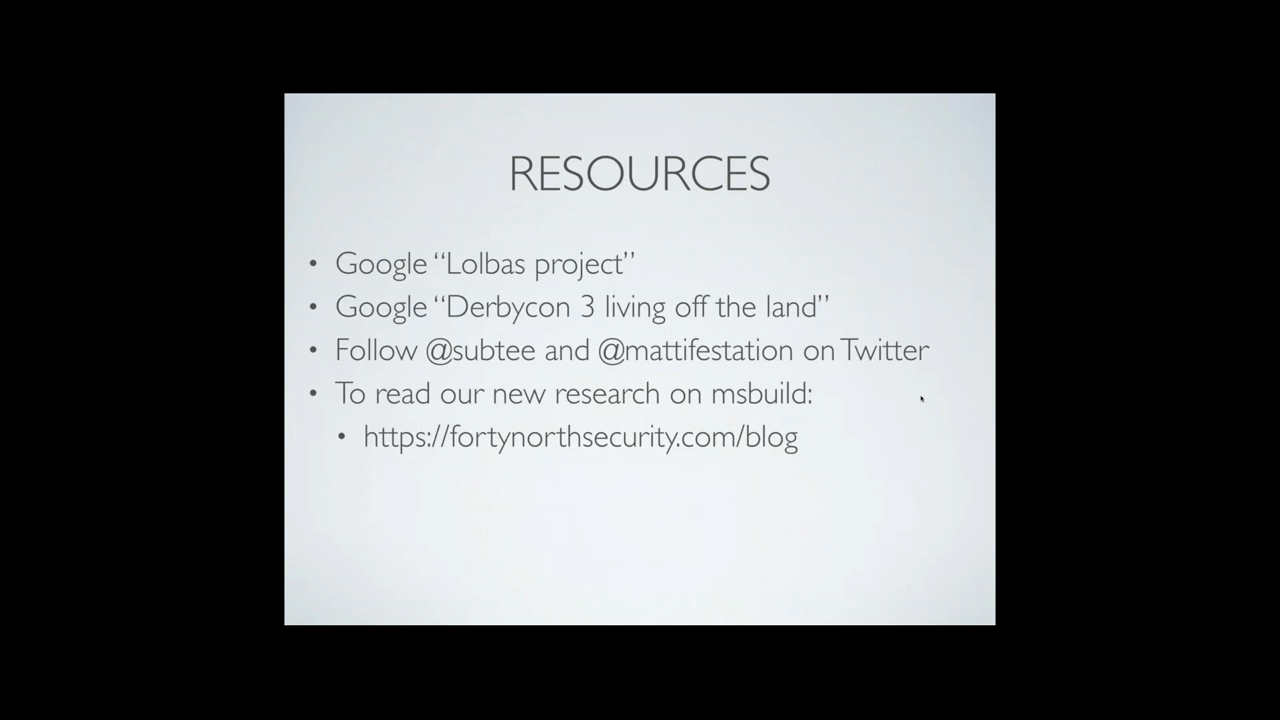 RESOURCES
• Google “Lolbas project”
• Google “Derbycon 3 living off the land”
• Follow @subtee and @mattifestation on Twitter
• To read our new research on msbuild:
• https://fortynorthsecurity.com/blog